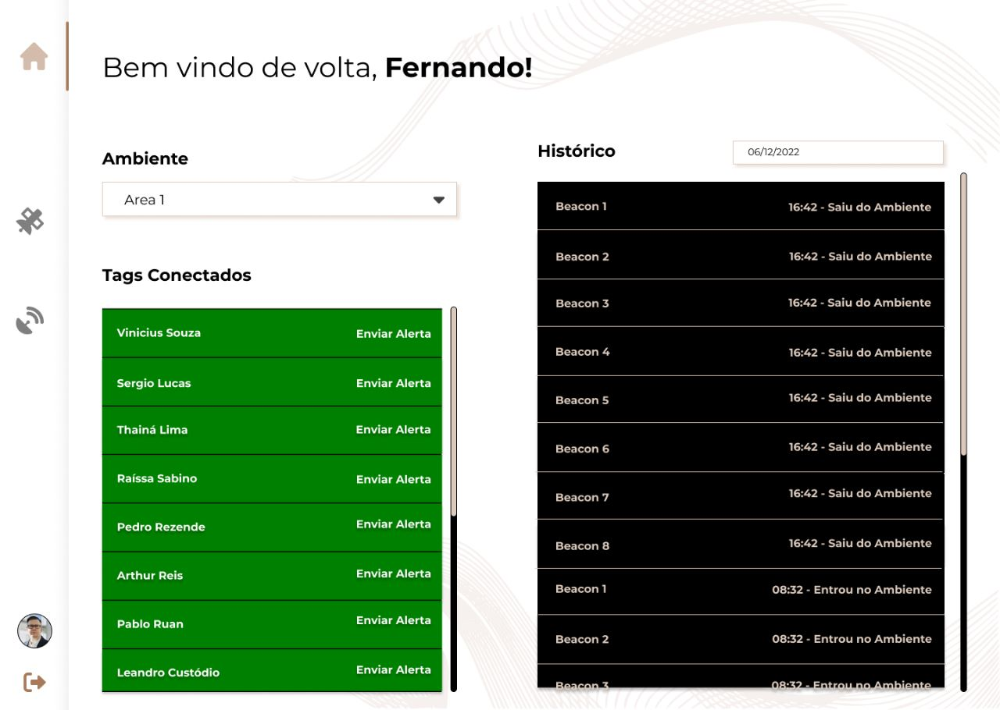 Bem vindo de volta, Fernando!
Ambiente
Area 1
Tags Conectados
Vinicius Souza Enviar Alerta
Sergio Lucas Enviar Alerta
Thainá Lima Enviar Alerta
Raíssa Sabino Enviar Alerta
Pedro Rezende Enviar Alerta
Arthur Reis Enviar Alerta
Pablo Ruan Enviar Alerta
Leandro Custódio Enviar Alerta
Histórico 06/12/2022
Beacon 1 16:42 - Saiu do Ambiente
Beacon 2 16:42 - Saiu do Ambiente
Beacon 3 16:42 - Saiu do Ambiente
Beacon 4 16:42 - Saiu do Ambiente
Beacon 5 16:42 - Saiu do Ambiente
Beacon 6 16:42 - Saiu do Ambiente
Beacon 7 16:42 - Saiu do Ambiente
Beacon 8 16:42 - Saiu do Ambiente
Beacon 1 08:32 - Entrou no Ambiente
Beacon 2 08:32 - Entrou no Ambiente
Beacon 3 08:32 - Entrou no Ambiente